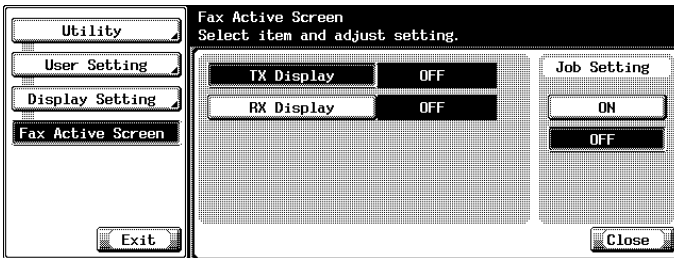 Utility
User Setting
Display Setting
Fax Active Screen
Exit
Fax Active Screen
Select item and adjust setting.
TX Display OFF
RX Display OFF
Job Setting
ON
OFF
Close